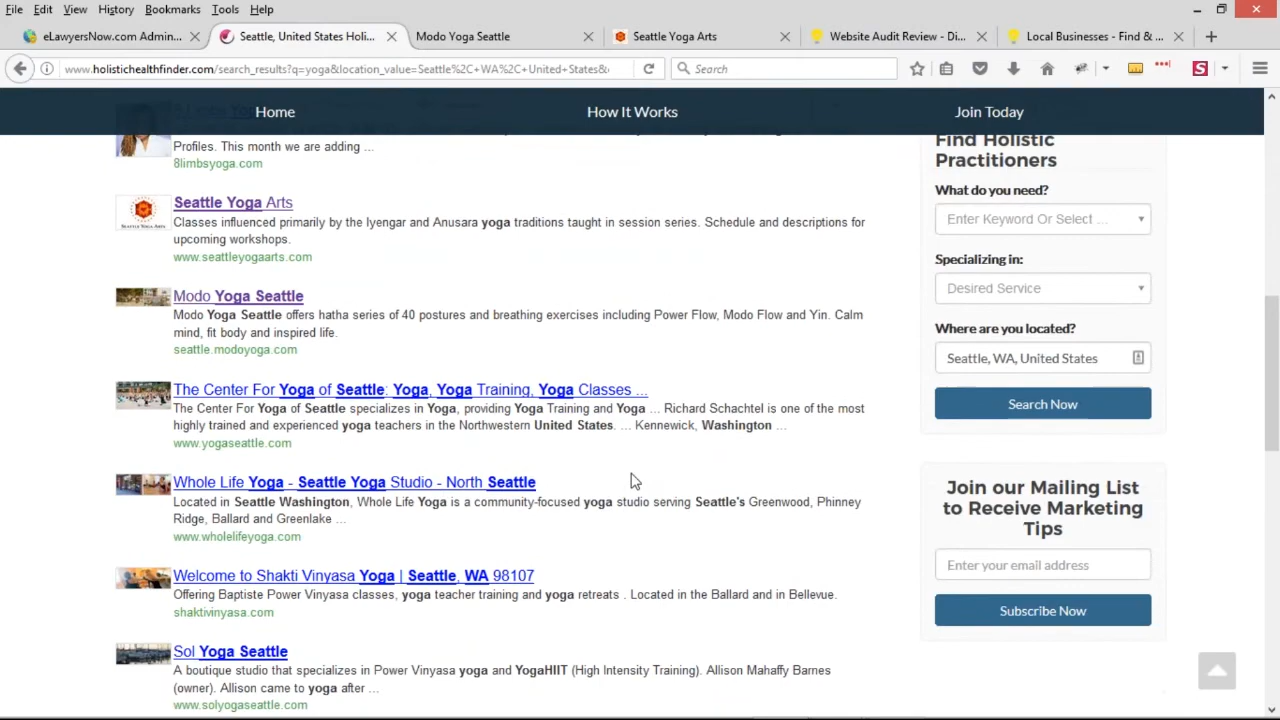 File Edit View History Bookmarks Tools Help
eLawyersNow.com Admin... Seattle, United States Holi... Modo Yoga Seattle Seattle Yoga Arts Website Audit Review - Di... Local Businesses - Find & ...
www.holistichealthfinder.com/search_results?q=yoga&location_value=Seattle%2C+WA%2C+United+States& Search
Home How It Works Join Today
Profiles. This month we are adding ...
8limbsyoga.com
Seattle Yoga Arts
SEATTLE YOGA ARTS
Classes influenced primarily by the Iyengar and Anusara yoga traditions taught in session series. Schedule and descriptions for
upcoming workshops.
www.seattleyogaarts.com
Modo Yoga Seattle
Modo Yoga Seattle offers hatha series of 40 postures and breathing exercises including Power Flow, Modo Flow and Yin. Calm
mind, fit body and inspired life.
seattle.modoyoga.com
The Center For Yoga of Seattle: Yoga, Yoga Training, Yoga Classes ...
The Center For Yoga of Seattle specializes in Yoga, providing Yoga Training and Yoga ... Richard Schachtel is one of the most
highly trained and experienced yoga teachers in the Northwestern United States. ... Kennewick, Washington ...
www.yogaseattle.com
Whole Life Yoga - Seattle Yoga Studio - North Seattle
Located in Seattle Washington, Whole Life Yoga is a community-focused yoga studio serving Seattle's Greenwood, Phinney
Ridge, Ballard and Greenlake ...
www.wholelifeyoga.com
Welcome to Shakti Vinyasa Yoga | Seattle, WA 98107
Offering Baptiste Power Vinyasa classes, yoga teacher training and yoga retreats . Located in the Ballard and in Bellevue.
shaktivinyasa.com
Sol Yoga Seattle
A boutique studio that specializes in Power Vinyasa yoga and YogaHIIT (High Intensity Training). Allison Mahaffy Barnes
(owner). Allison came to yoga after ...
www.solyogaseattle.com
Find Holistic
Practitioners
What do you need?
Enter Keyword Or Select ...
Specializing in:
Desired Service
Where are you located?
Seattle, WA, United States
Search Now
Join our Mailing List
to Receive Marketing
Tips
Enter your email address
Subscribe Now